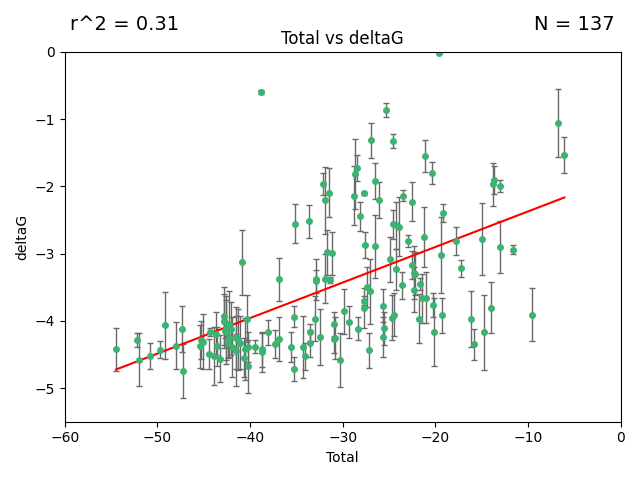 r^2 = 0.31
N = 137
Total vs deltaG
deltaG
0
−1
−2
−3
−4
−5
−60 −50 −40 −30 −20 −10 0
Total